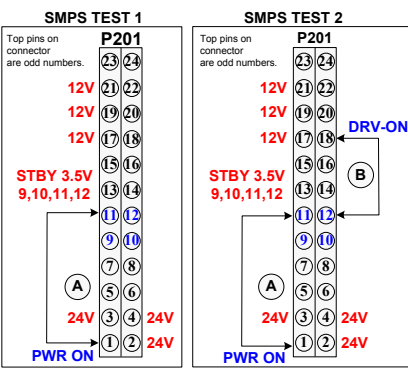 SMPS TEST 1
Top pins on
connector
are odd numbers.
P201
23 24
12V 21 22
12V 19 20
12V 17 18
15 16
STBY 3.5V
9,10,11,12
13 14
11 12
9 10
7 8
A
5 6
24V 3 4 24V
1 2 24V
PWR ON
SMPS TEST 2
Top pins on
connector
are odd numbers.
P201
23 24
12V 21 22
12V 19 20
DRV-ON
12V 17 18
15 16
STBY 3.5V
9,10,11,12
13 14
B
11 12
9 10
7 8
A
5 6
24V 3 4 24V
1 2 24V
PWR ON